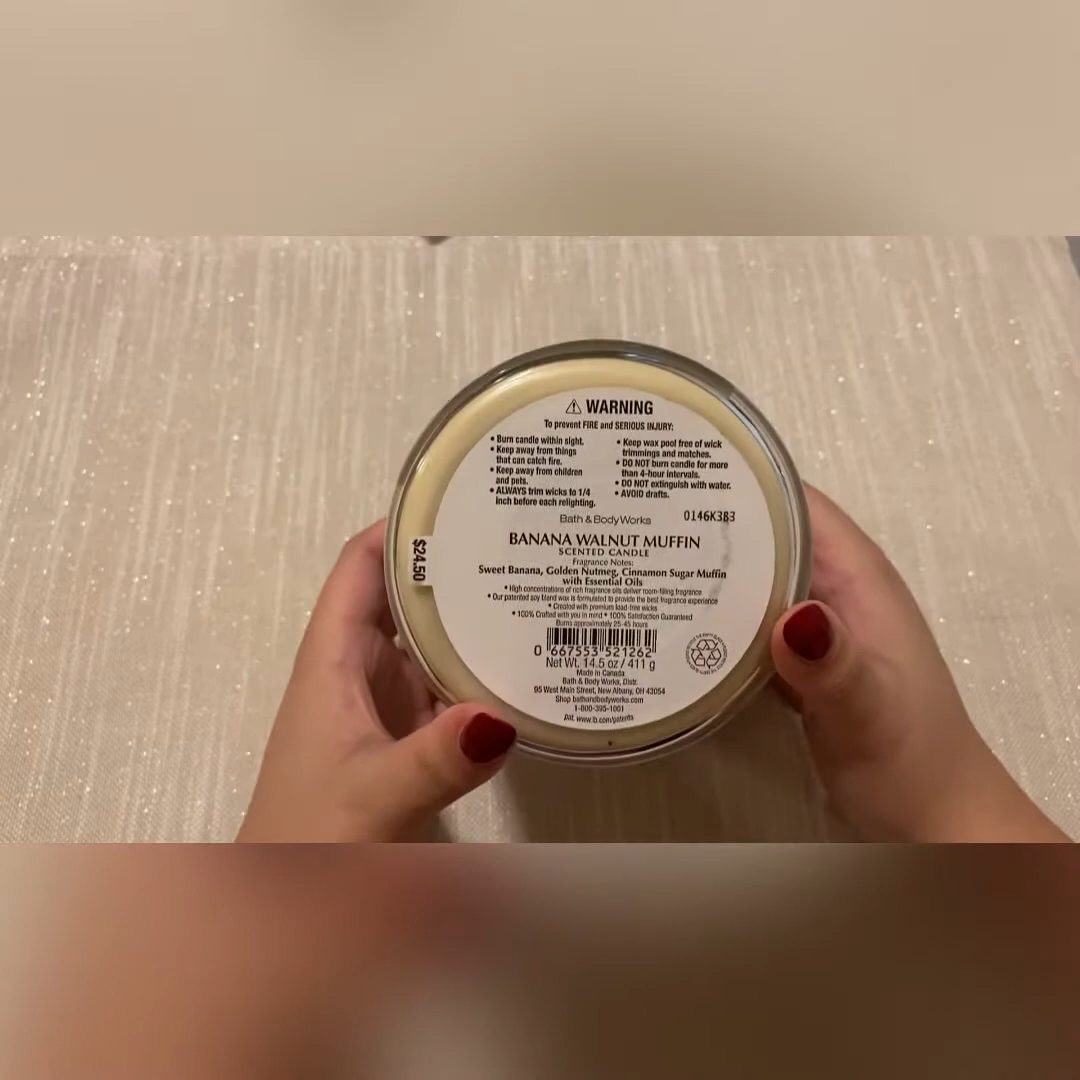 WARNING
To prevent FIRE and SERIOUS INJURY:
• Burn candle within sight.
• Keep away from things
that can catch fire.
• Keep away from children
and pets.
• ALWAYS trim wicks to 1/4
inch before each relighting.
• Keep wax pool free of wick
trimmings and matches.
• DO NOT burn candle for more
than 4-hour intervals.
• DO NOT extinguish with water.
• AVOID drafts.
Bath & Body Works
0146K383
BANANA WALNUT MUFFIN
SCENTED CANDLE
Fragrance Notes:
Sweet Banana, Golden Nutmeg, Cinnamon Sugar Muffin
with Essential Oils
• High concentrations of rich fragrance oils deliver room-filling fragrance
• Our patented soy blend wax is formulated to provide the best fragrance experience
• Created with premium lead-free wicks
• 100% Crafted with you in mind • 100% Satisfaction Guaranteed
Burns approximately 25-45 hours
0 667553 521262
Net Wt. 14.5 oz / 411 g
Made in Canada
Bath & Body Works, Distr.
95 West Main Street, New Albany, OH 43054
Shop bathandbodyworks.com
1-800-395-1001
pat. www.lb.com/patents
$24.50